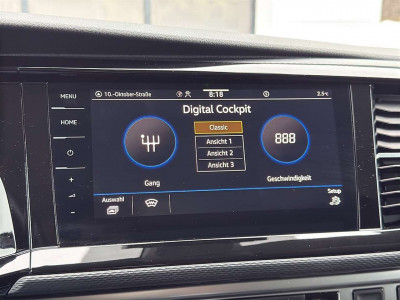 MENU
HOME
10.-Oktober-Straße
8:18
2.5°C
Digital Cockpit
Classic
Ansicht 1
Ansicht 2
Ansicht 3
888
Gang
Geschwindigkeit
Auswahl
Setup
+
-